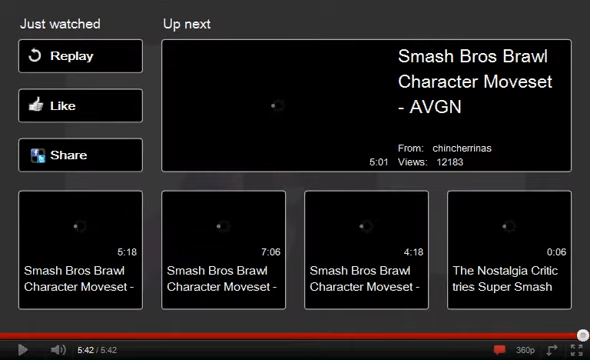 Just watched
Up next
Replay
Like
Share
Smash Bros Brawl
Character Moveset
- AVGN
From: chincherrinas
5:01 Views: 12183
5:18
Smash Bros Brawl
Character Moveset -
7:06
Smash Bros Brawl
Character Moveset -
4:18
Smash Bros Brawl
Character Moveset -
0:06
The Nostalgia Critic
tries Super Smash
5:42 / 5:42
360p